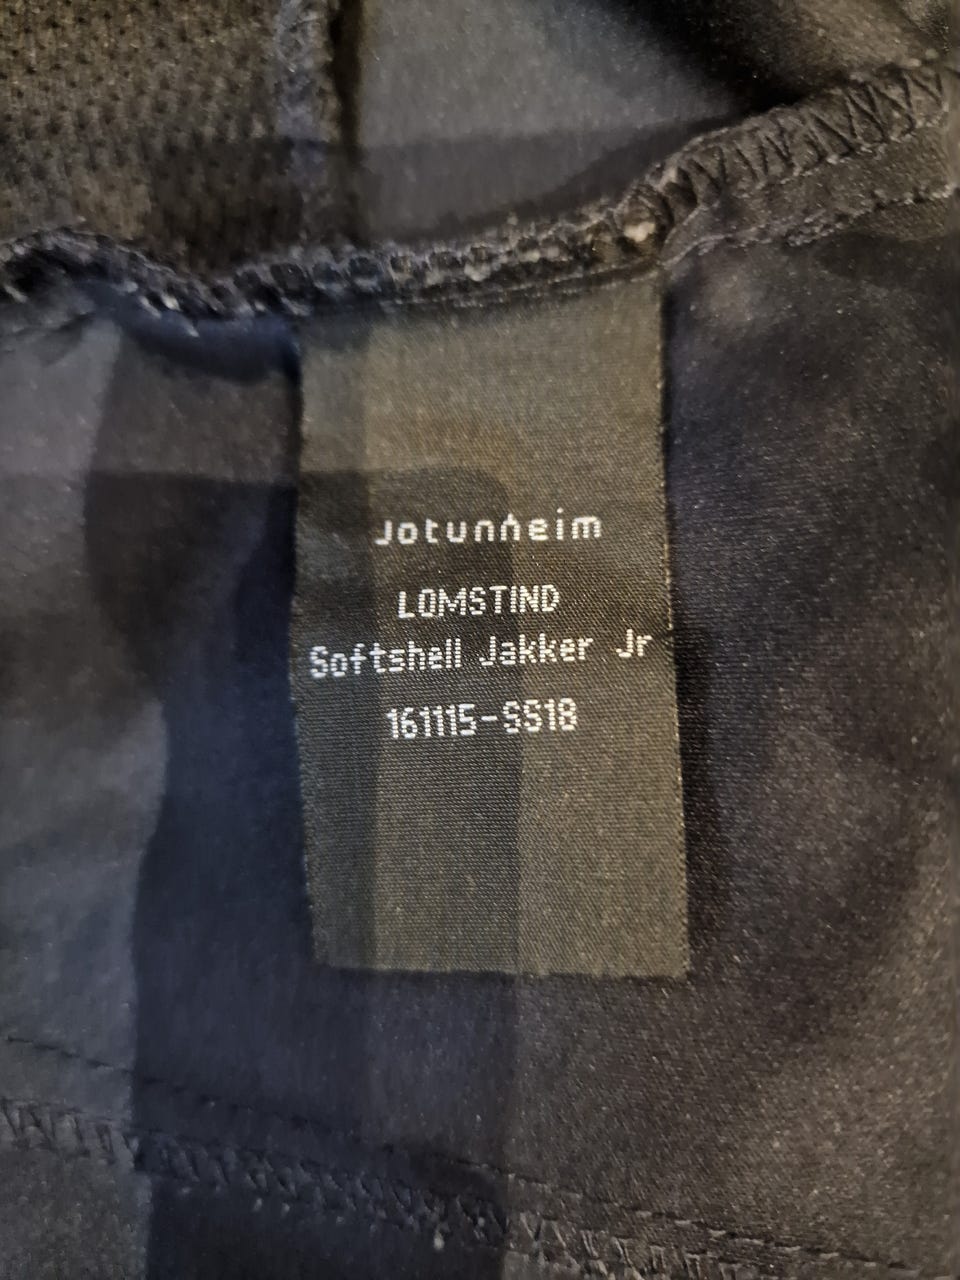 Jotunheim
LOMSTIND
Softshell Jakker Jr
161115-SS18